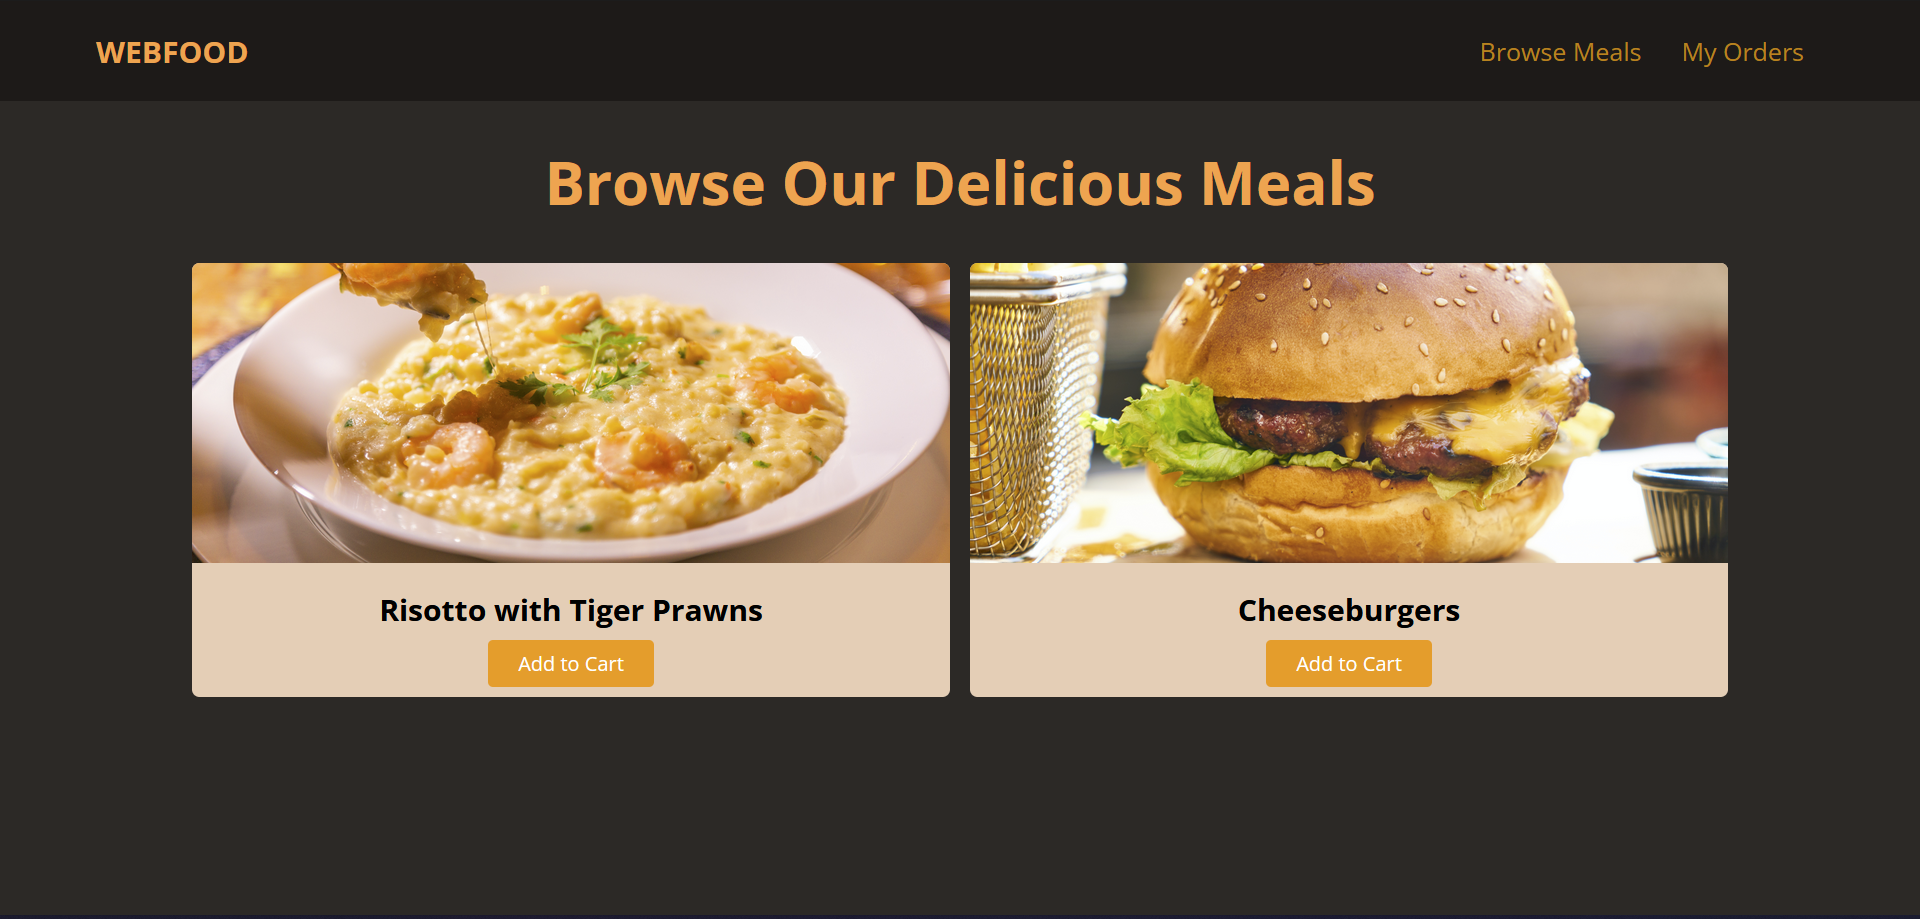 WEBFOOD
Browse Meals
My Orders
Browse Our Delicious Meals
Risotto with Tiger Prawns
Add to Cart
Cheeseburgers
Add to Cart